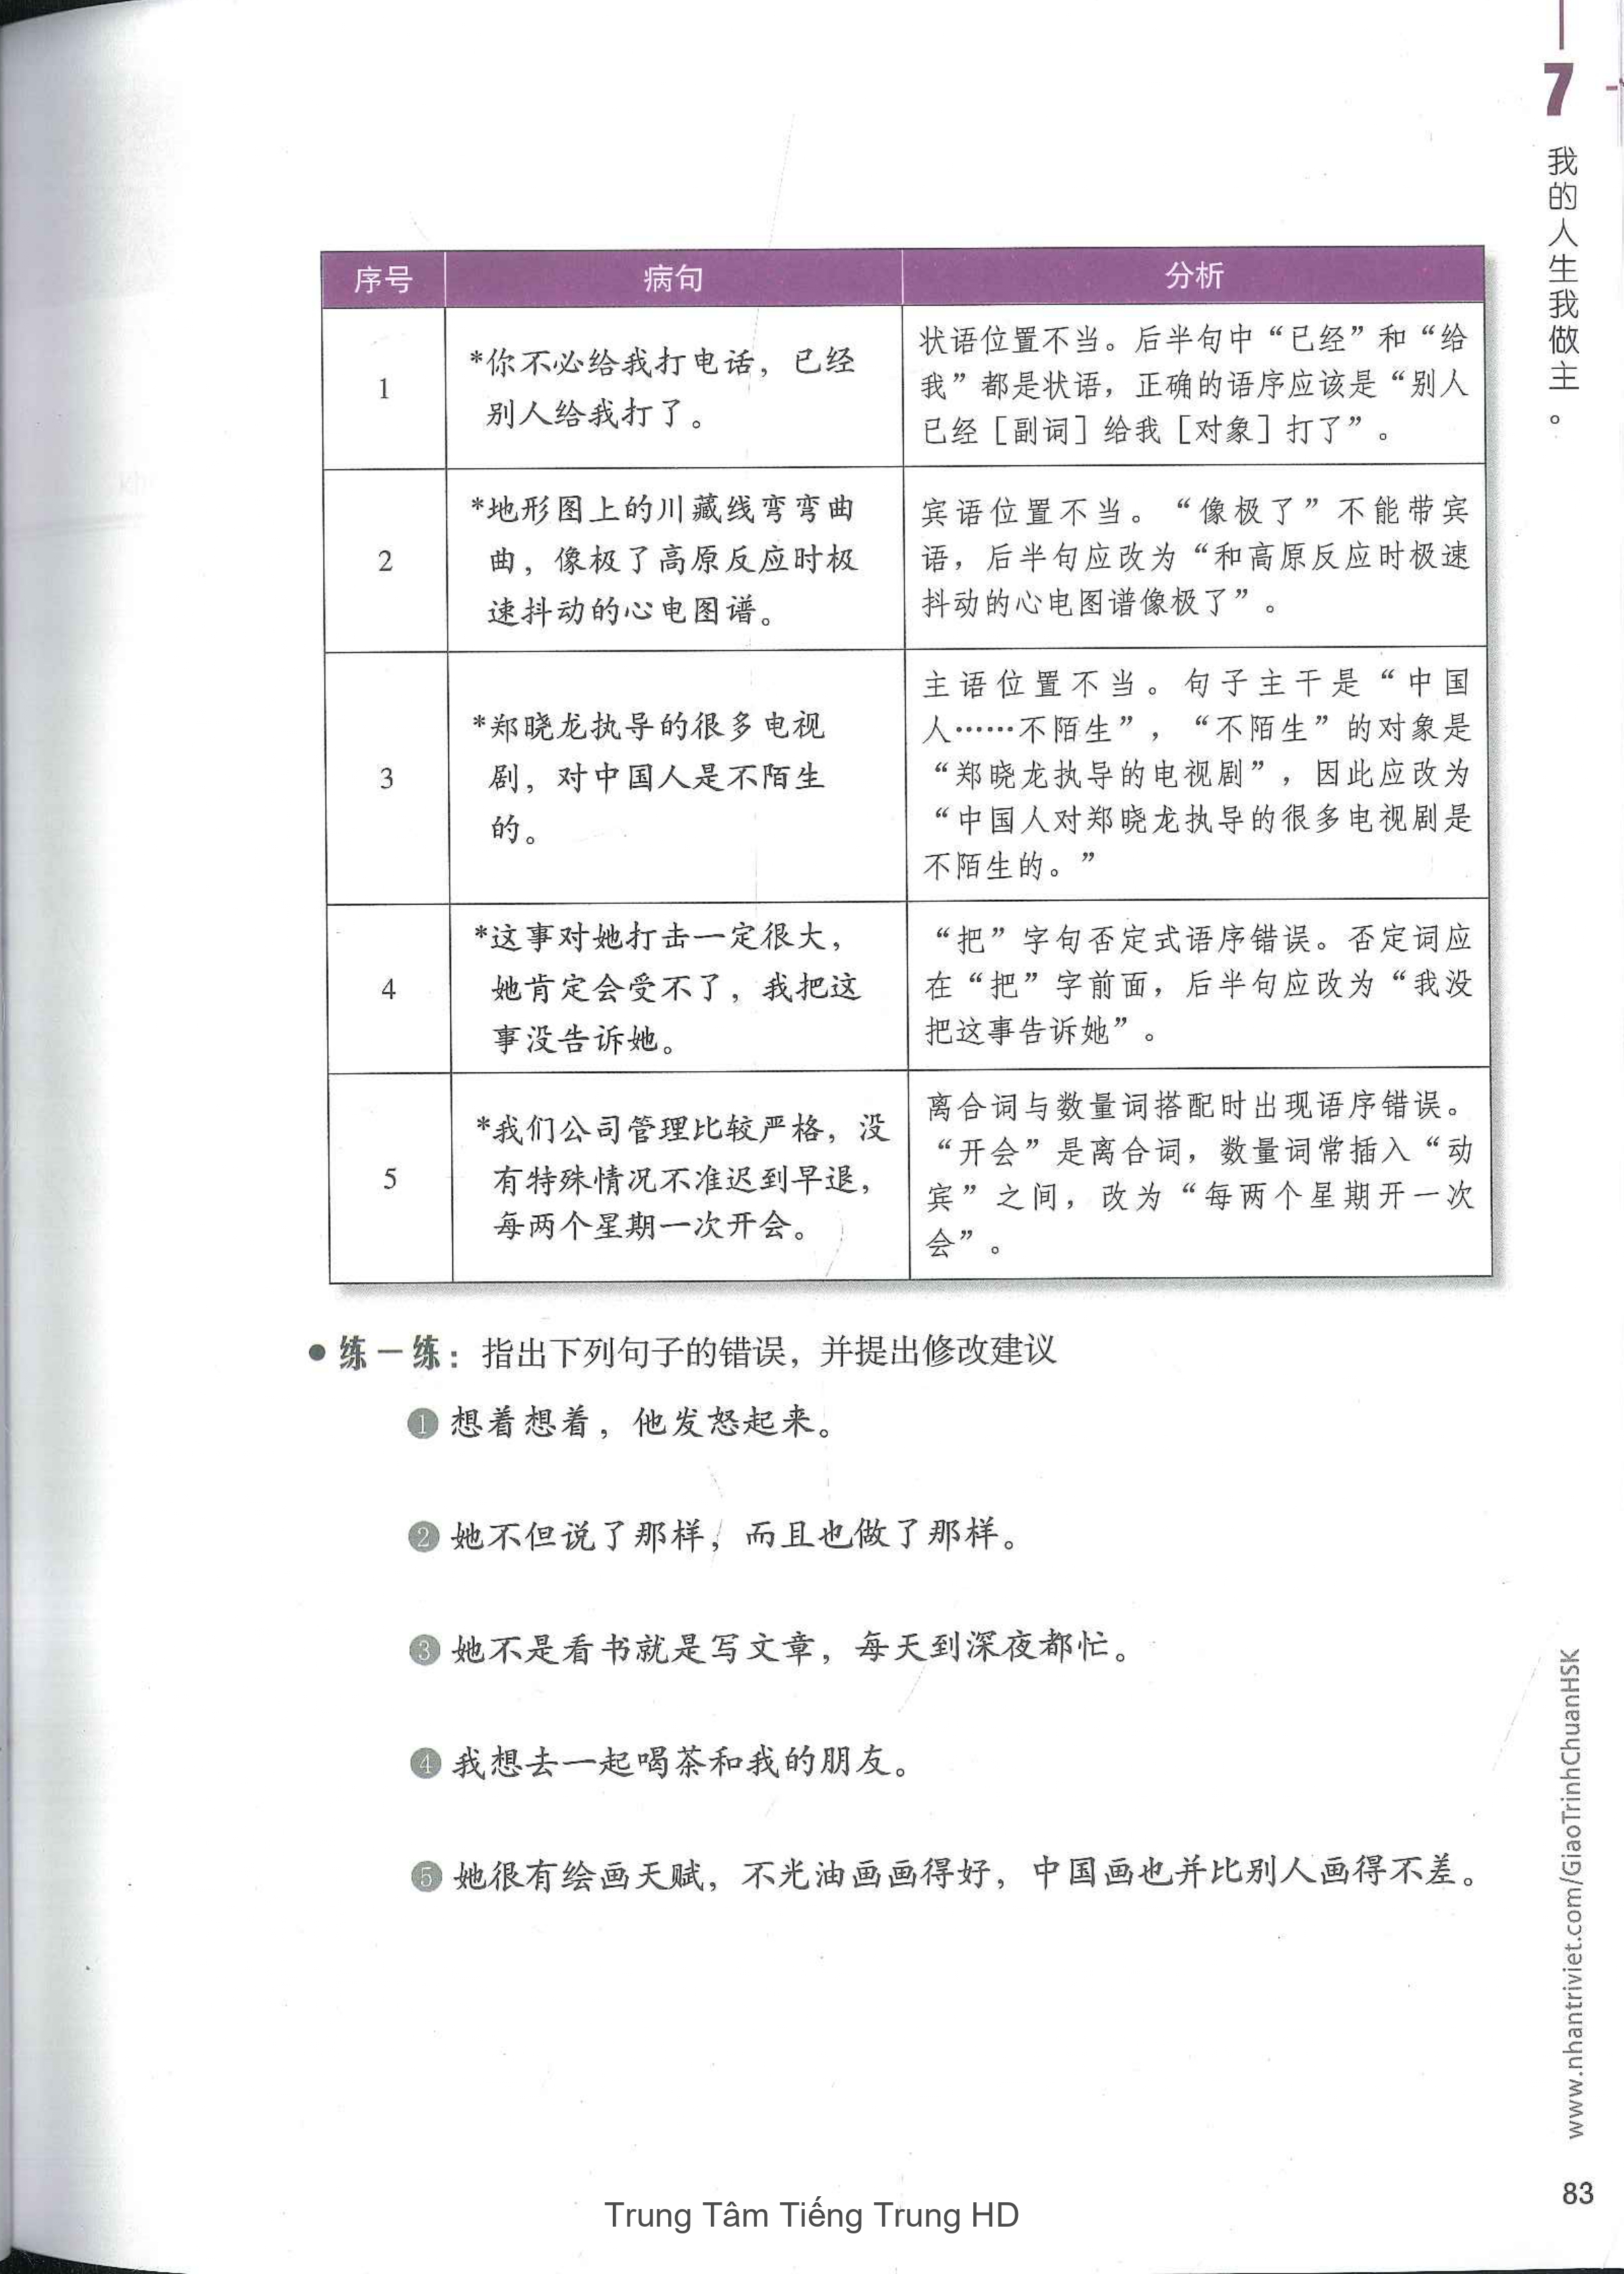 7
我的人生我做主。
序号 病句 分析
1
*你不必给我打电话，已经
别人给我打了。
状语位置不当。后半句中“已经”和“给
我”都是状语，正确的语序应该是“别人
已经［副词］给我［对象］打了”。
2
*地形图上的川藏线弯弯曲
曲，像极了高原反应时极
速抖动的心电图谱。
宾语位置不当。“像极了”不能带宾
语，后半句应改为“和高原反应时极速
抖动的心电图谱像极了”。
3
*郑晓龙执导的很多电视
剧，对中国人是不陌生
的。
主语位置不当。句子主干是“中国
人……不陌生”，“不陌生”的对象是
“郑晓龙执导的电视剧”，因此应改为
“中国人对郑晓龙执导的很多电视剧是
不陌生的。”
4
*这事对她打击一定很大，
她肯定会受不了，我把这
事没告诉她。
“把”字句否定式语序错误。否定词应
在“把”字前面，后半句应改为“我没
把这事告诉她”。
5
*我们公司管理比较严格，没
有特殊情况不准迟到早退，
每两个星期一次开会。
离合词与数量词搭配时出现语序错误。
“开会”是离合词，数量词常插入“动
宾”之间，改为“每两个星期开一次
会”。
● 练一练：指出下列句子的错误，并提出修改建议
❶ 想着想着，他发怒起来。
❷ 她不但说了那样，而且也做了那样。
❸ 她不是看书就是写文章，每天到深夜都忙。
❹ 我想去一起喝茶和我的朋友。
❺ 她很有绘画天赋，不光油画画得好，中国画也并比别人画得不差。
www.nhantriviet.com/GiaoTrinhChuanHSK
83
Trung Tâm Tiếng Trung HD